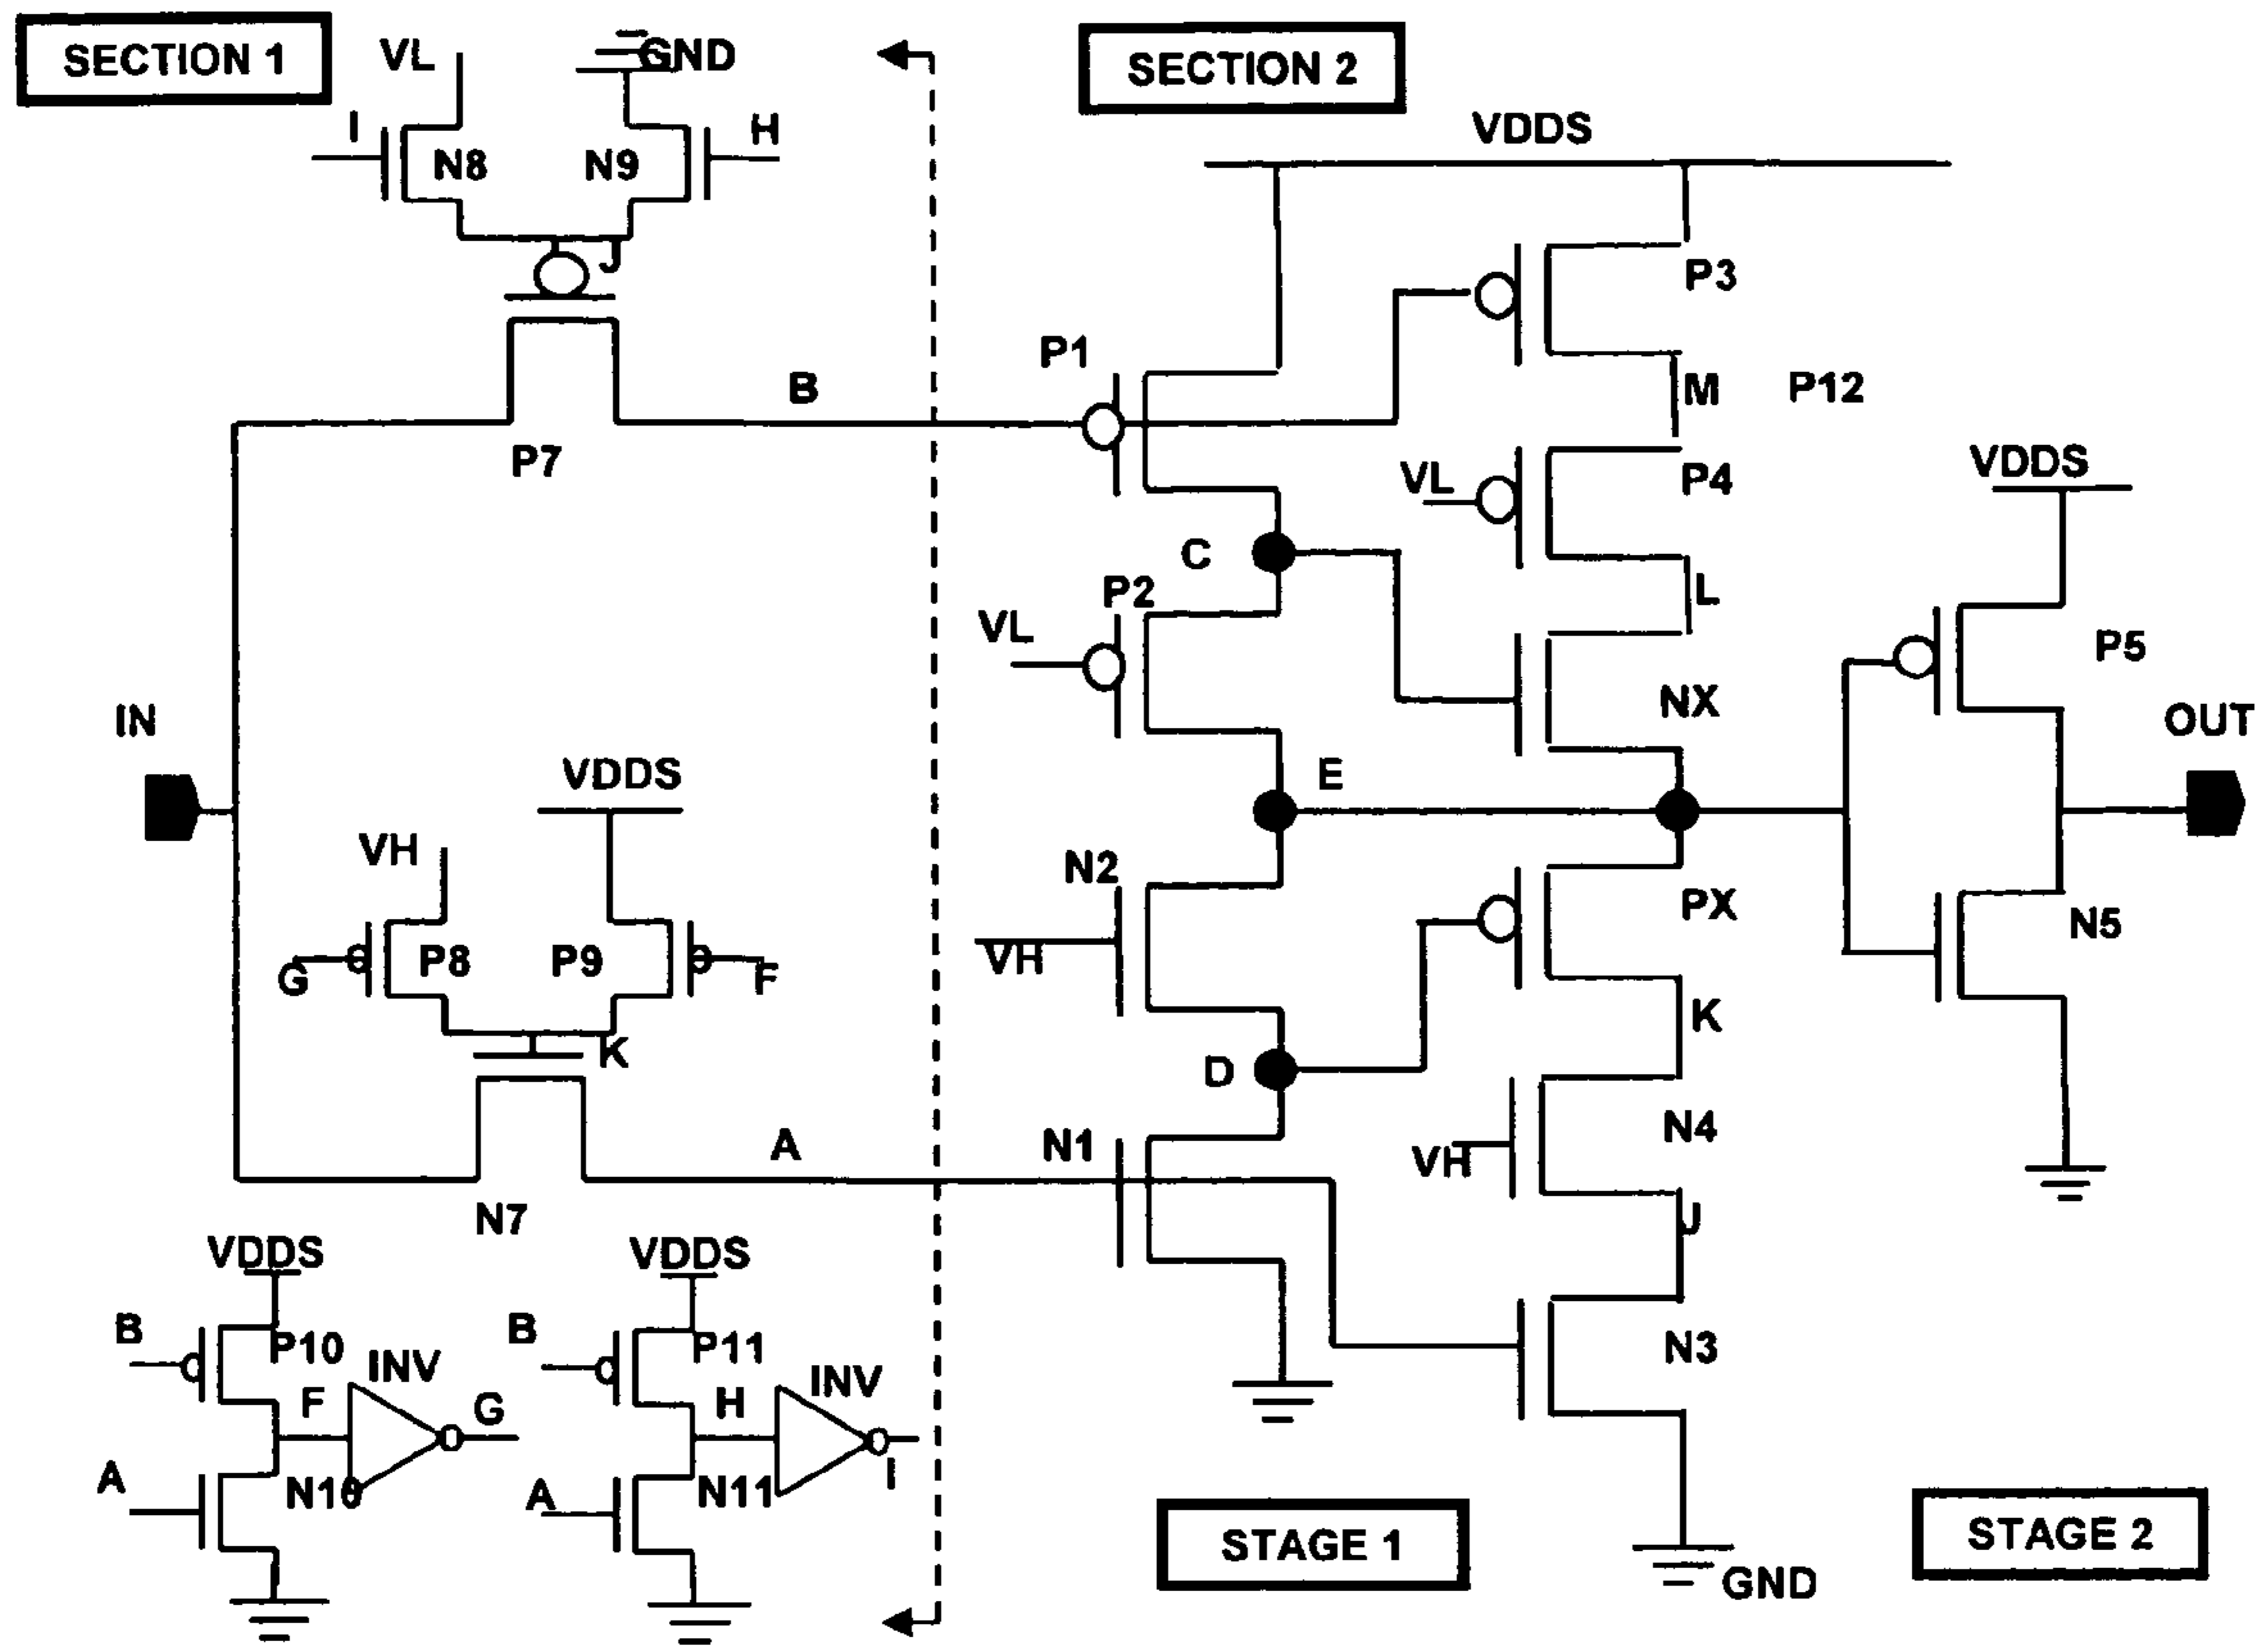 SECTION 1
VL
GND
SECTION 2
I
N8
N9
H
VDDS
J
P3
P1
B
M
P12
P7
VL
P4
VDDS
C
P2
L
VL
P5
IN
NX
OUT
VDDS
E
VH
N2
PX
N5
G
P8
P9
F
VH
K
K
D
A
N1
N4
VH
N7
J
VDDS
VDDS
B
P10
INV
B
P11
INV
N3
F
G
H
A
N10
A
N11
I
STAGE 1
STAGE 2
GND